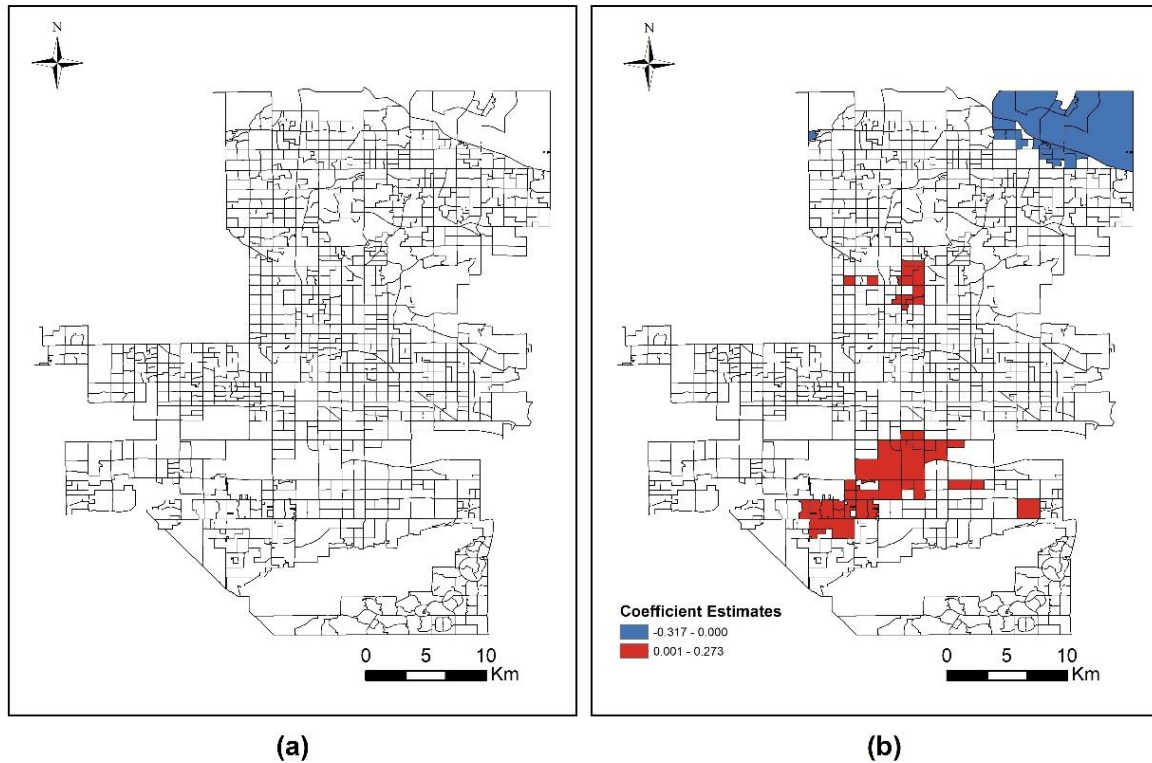 N
0 5 10
Km
(a)
N
Coefficient Estimates
-0.317 - 0.000
0.001 - 0.273
0 5 10
Km
(b)